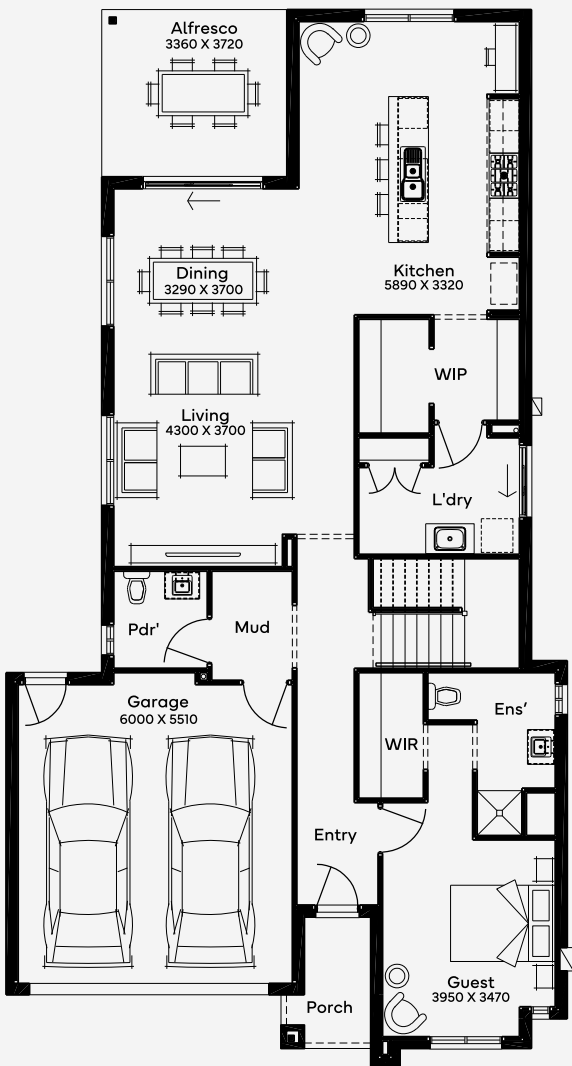 Alfresco
3360 X 3720
Dining
3290 X 3700
Kitchen
5890 X 3320
WIP
Living
4300 X 3700
L'dry
Pdr'
Mud
Garage
6000 X 5510
Ens'
WIR
Entry
Guest
3950 X 3470
Porch